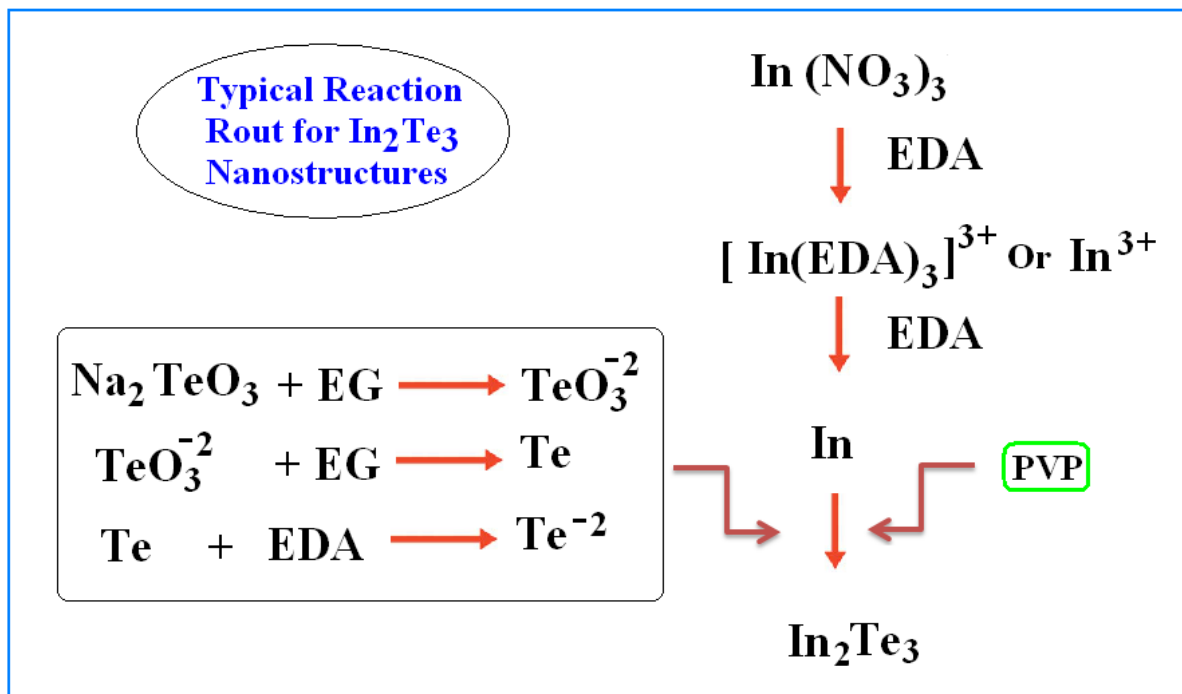 Typical Reaction
Rout for In₂Te₃
Nanostructures
In (NO₃)₃
EDA
[ In(EDA)₃]³⁺ Or In³⁺
EDA
Na₂ TeO₃ + EG → TeO₃⁻²
TeO₃⁻² + EG → Te
Te + EDA → Te⁻²
In
PVP
In₂Te₃